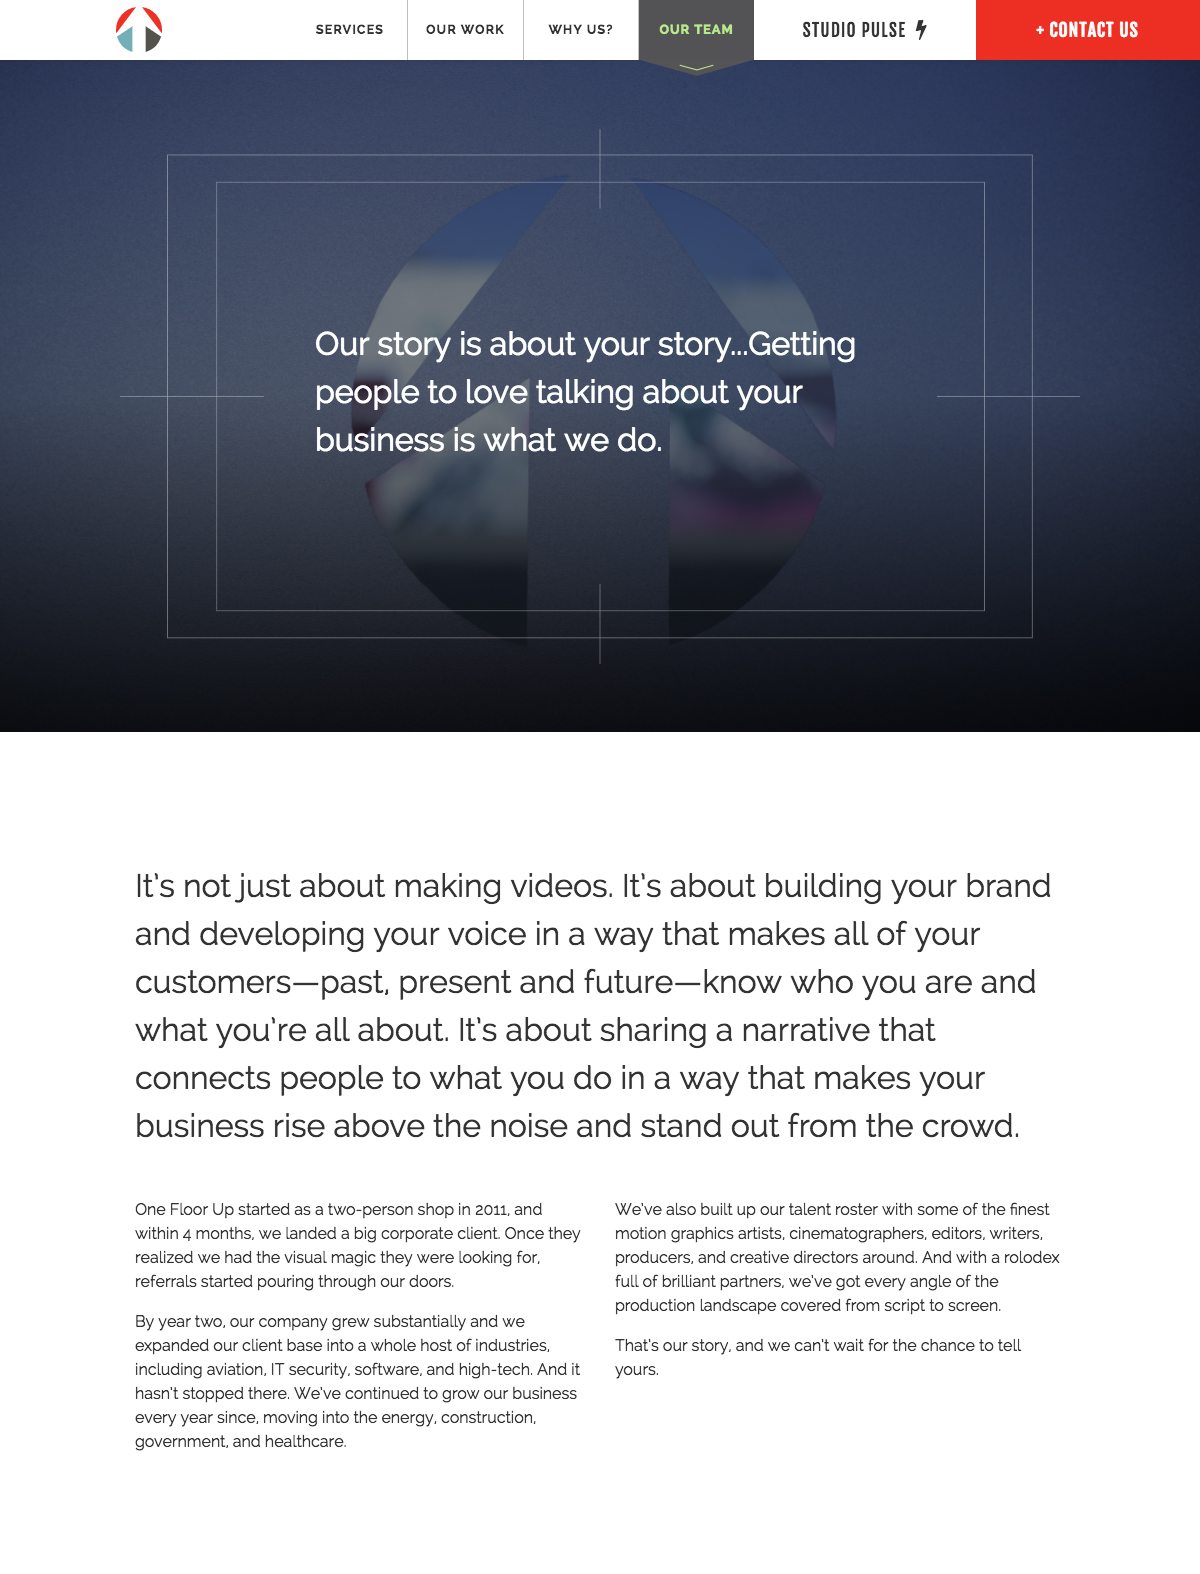 SERVICES
OUR WORK
WHY US?
OUR TEAM
STUDIO PULSE
+ CONTACT US
Our story is about your story...Getting
people to love talking about your
business is what we do.
It’s not just about making videos. It’s about building your brand
and developing your voice in a way that makes all of your
customers—past, present and future—know who you are and
what you’re all about. It’s about sharing a narrative that
connects people to what you do in a way that makes your
business rise above the noise and stand out from the crowd.
One Floor Up started as a two-person shop in 2011, and
within 4 months, we landed a big corporate client. Once they
realized we had the visual magic they were looking for,
referrals started pouring through our doors.
By year two, our company grew substantially and we
expanded our client base into a whole host of industries,
including aviation, IT security, software, and high-tech. And it
hasn’t stopped there. We’ve continued to grow our business
every year since, moving into the energy, construction,
government, and healthcare.
We’ve also built up our talent roster with some of the finest
motion graphics artists, cinematographers, editors, writers,
producers, and creative directors around. And with a rolodex
full of brilliant partners, we’ve got every angle of the
production landscape covered from script to screen.
That’s our story, and we can’t wait for the chance to tell
yours.